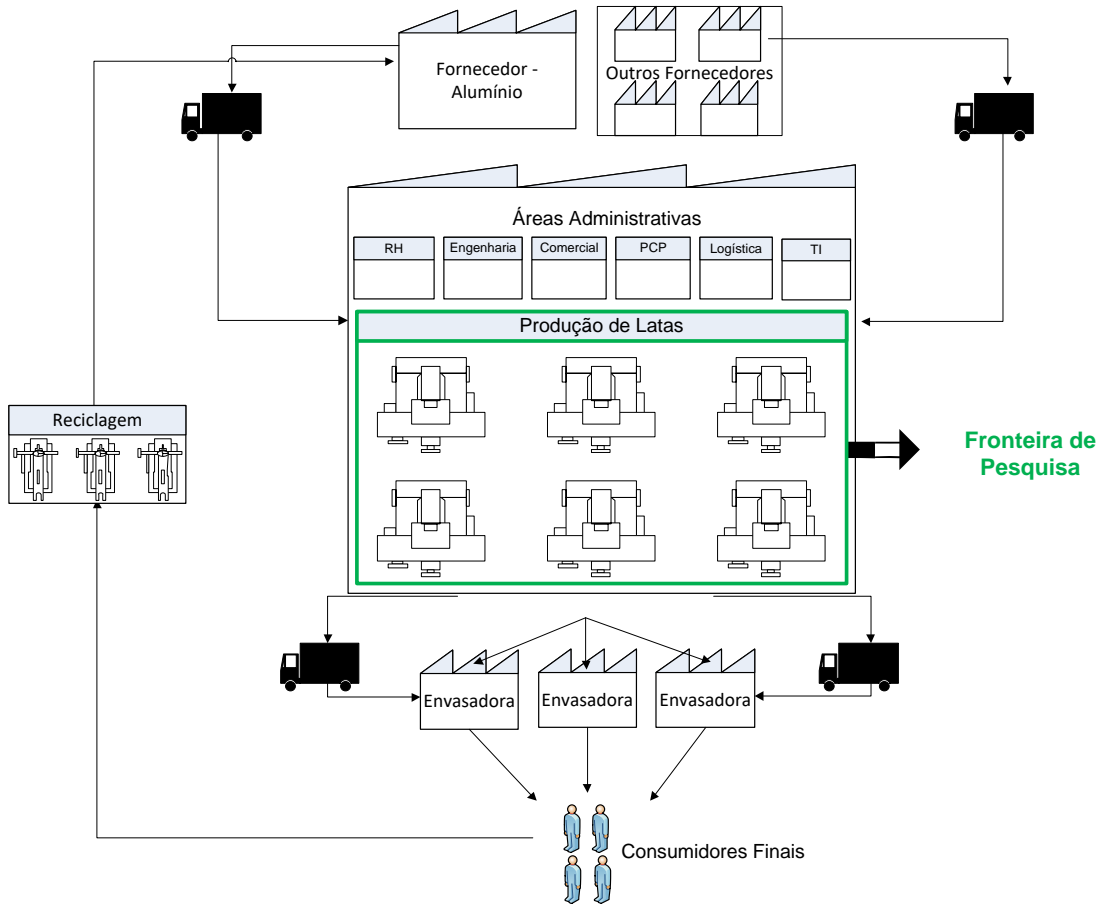 Fornecedor -
Alumínio
Outros Fornecedores
Áreas Administrativas
RH
Engenharia
Comercial
PCP
Logística
TI
Produção de Latas
Reciclagem
Fronteira de
Pesquisa
Envasadora
Envasadora
Envasadora
Consumidores Finais